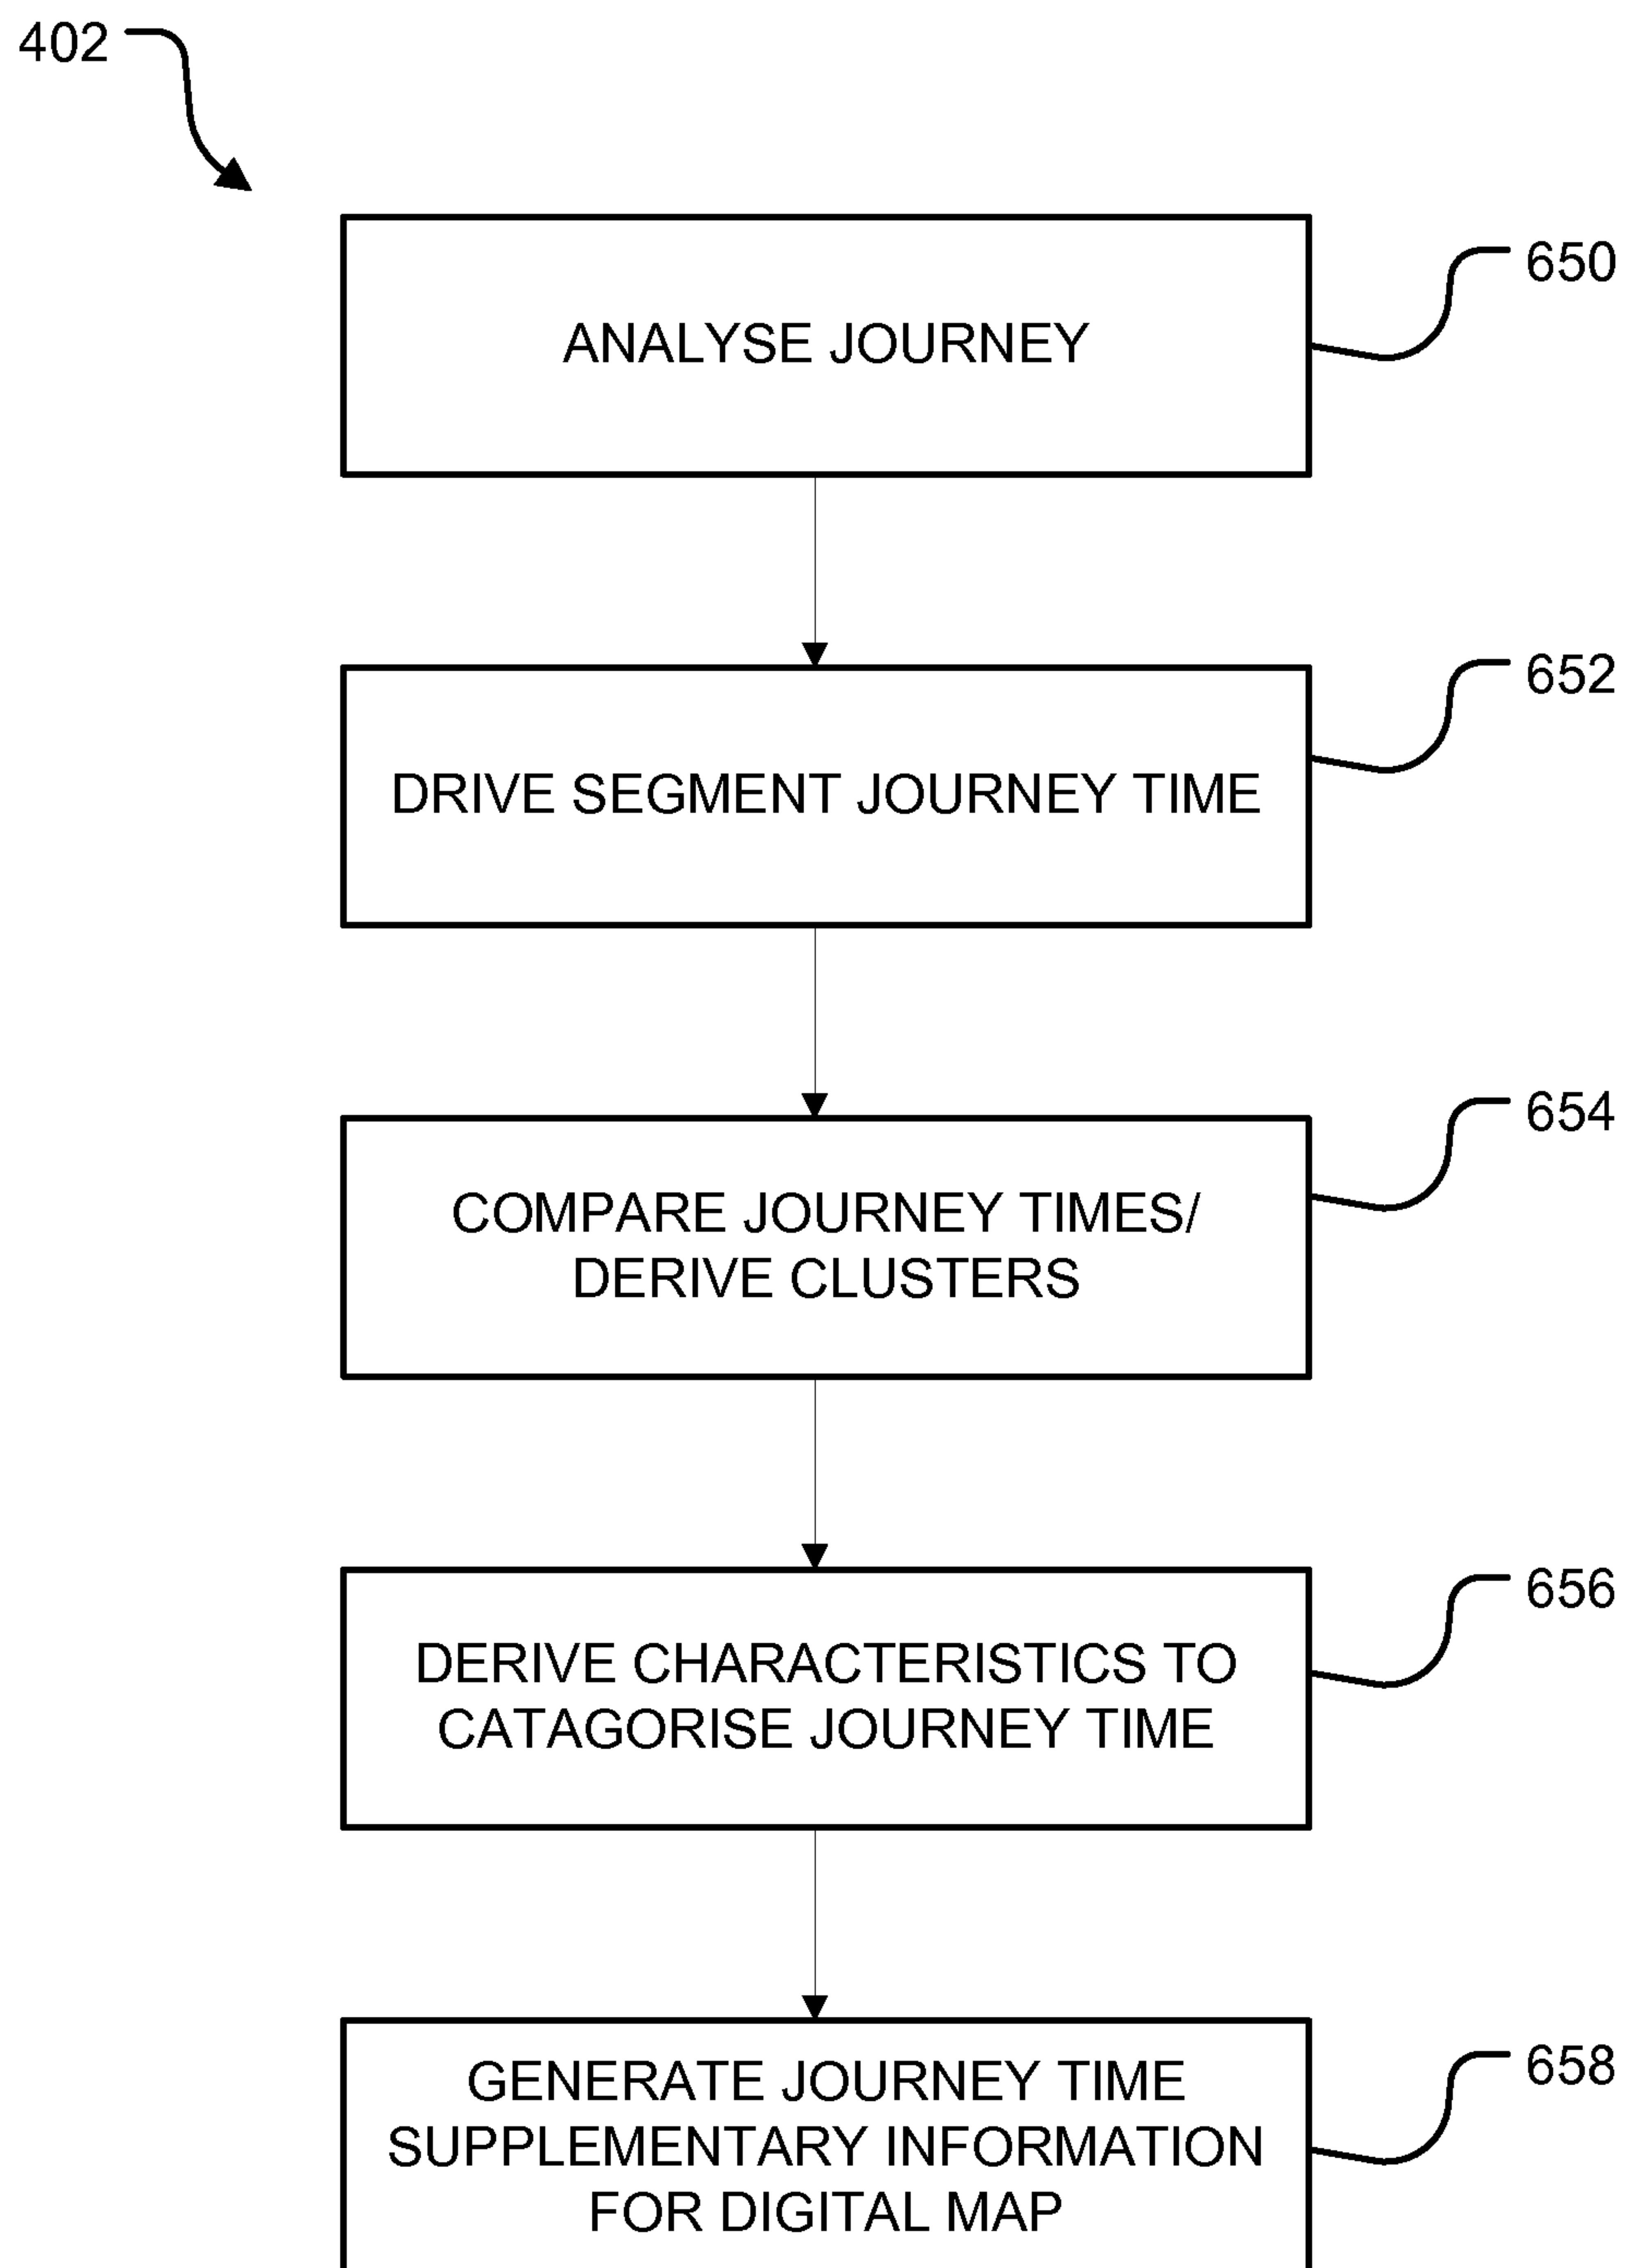 402
650
ANALYSE JOURNEY
652
DRIVE SEGMENT JOURNEY TIME
654
COMPARE JOURNEY TIMES/
DERIVE CLUSTERS
656
DERIVE CHARACTERISTICS TO
CATAGORISE JOURNEY TIME
658
GENERATE JOURNEY TIME
SUPPLEMENTARY INFORMATION
FOR DIGITAL MAP